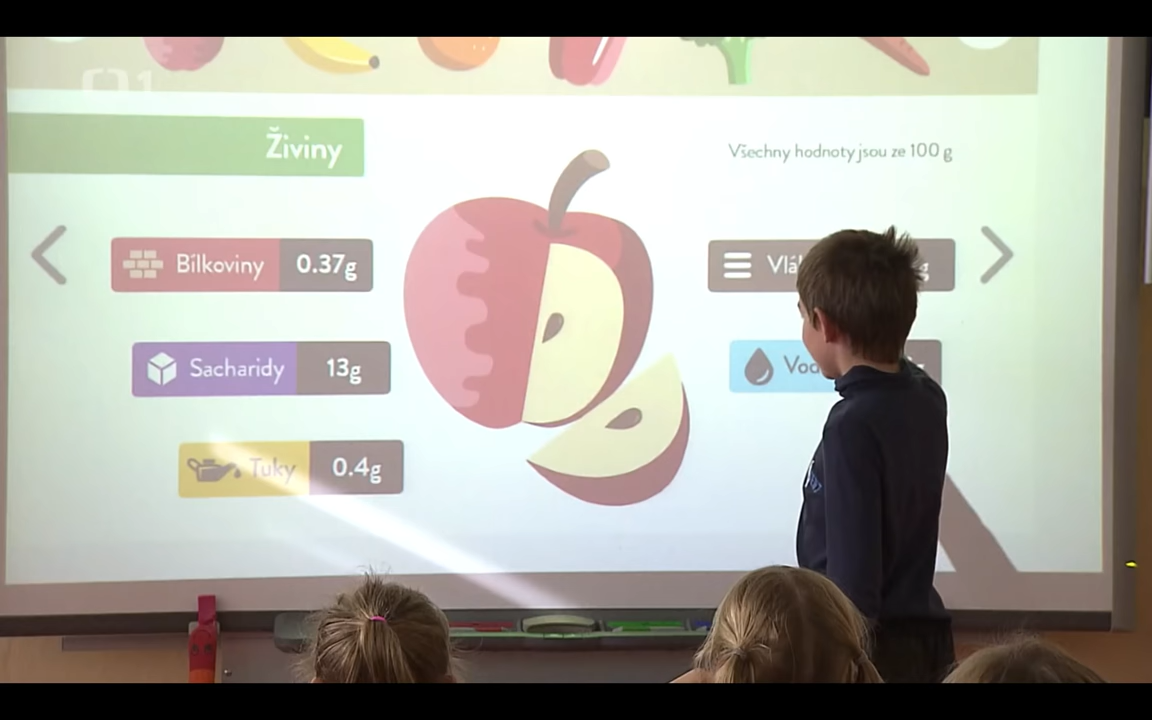 Živiny
Všechny hodnoty jsou ze 100 g
Bílkoviny 0.37g
Sacharidy 13g
Tuky 0.4g